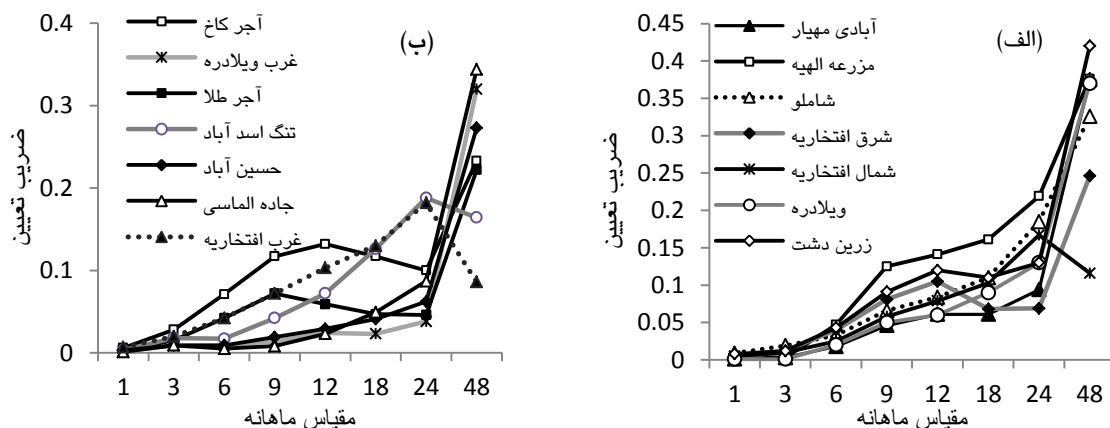 (الف)
ضریب تعیین
0.45
0.4
0.35
0.3
0.25
0.2
0.15
0.1
0.05
0
آبادی مهیار
مزرعه الهیه
شاملو
شرق افتخاریه
شمال افتخاریه
ویلادره
زرین دشت
1 3 6 9 12 18 24 48
مقیاس ماهانه
(ب)
ضریب تعیین
0.4
0.3
0.2
0.1
0
آجر کاخ
غرب ویلادره
آجر طلا
تنگ اسد آباد
حسین آباد
جاده الماسی
غرب افتخاریه
1 3 6 9 12 18 24 48
مقیاس ماهانه